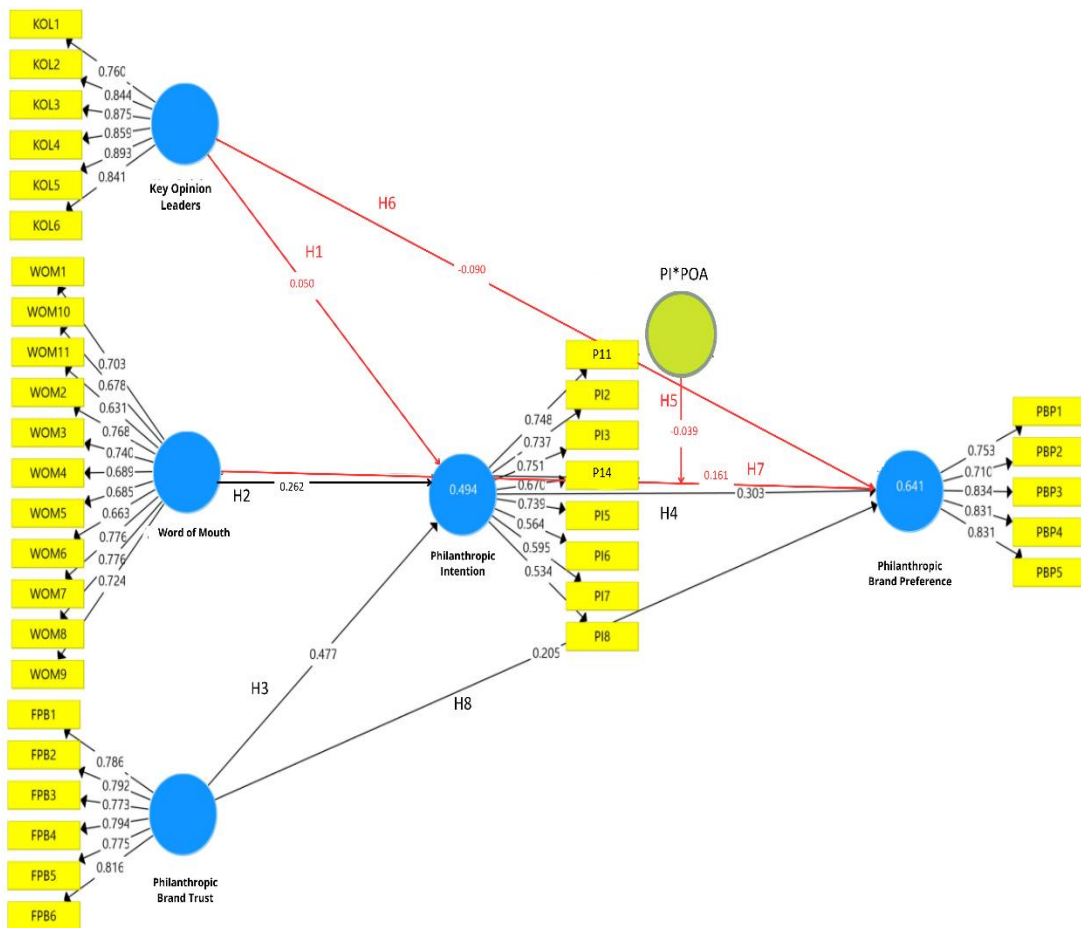 KOL1
KOL2
KOL3
KOL4
KOL5
KOL6
0.760
0.844
0.875
0.859
0.893
0.841
Key Opinion
Leaders
H6
H1
0.050
-0.090
PI*POA
WOM1
WOM10
WOM11
WOM2
WOM3
WOM4
WOM5
WOM6
WOM7
WOM8
WOM9
0.703
0.678
0.631
0.768
0.740
0.689
0.685
0.663
0.776
0.776
0.724
Word of Mouth
H2
0.262
0.494
Philanthropic
Intention
P11
PI2
PI3
P14
PI5
PI6
PI7
PI8
0.748
0.737
0.751
0.670
0.739
0.564
0.595
0.534
H5
-0.039
0.161
H7
0.303
H4
0.641
Philanthropic
Brand Preference
0.753
0.710
0.834
0.831
0.831
PBP1
PBP2
PBP3
PBP4
PBP5
0.477
H3
0.205
H8
FPB1
FPB2
FPB3
FPB4
FPB5
FPB6
0.786
0.792
0.773
0.794
0.775
0.816
Philanthropic
Brand Trust